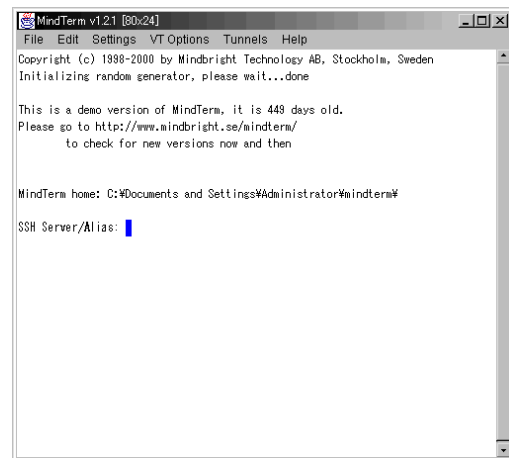 MindTerm v1.2.1 [80x24]
File Edit Settings VT Options Tunnels Help
Copyright (c) 1998-2000 by Mindbright Technology AB, Stockholm, Sweden
Initializing random generator, please wait...done
This is a demo version of MindTerm, it is 449 days old.
Please go to http://www.mindbright.se/mindterm/
to check for new versions now and then
MindTerm home: C:¥Documents and Settings¥Administrator¥mindterm¥
SSH Server/Alias: